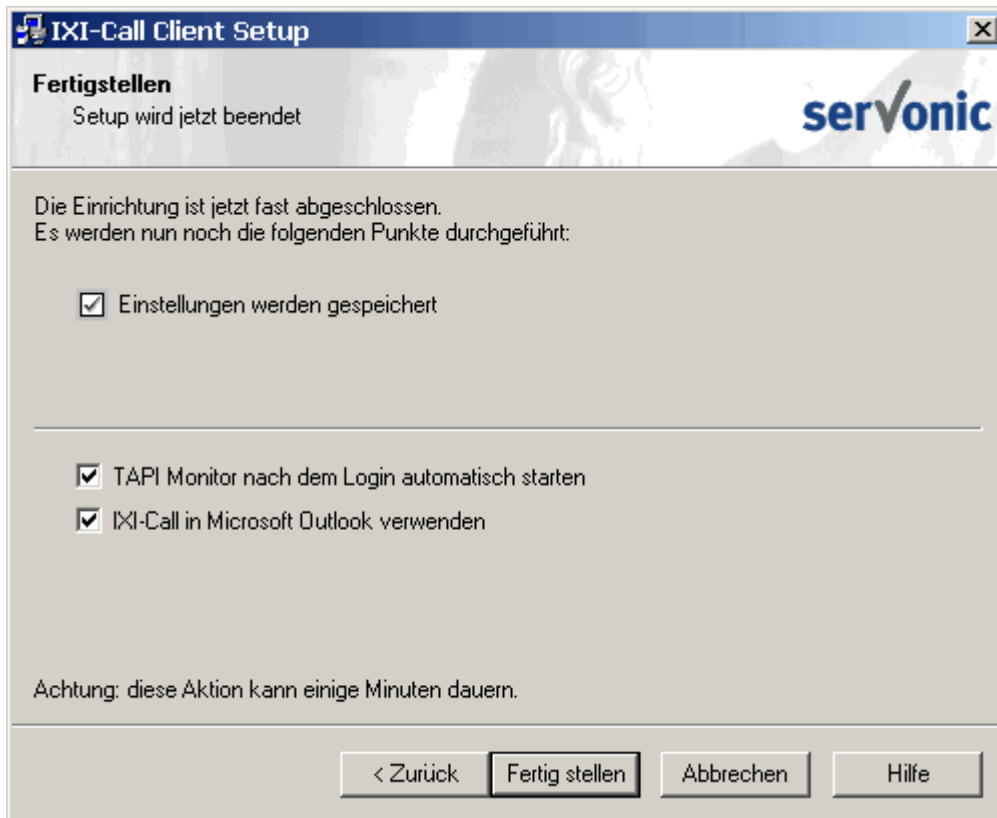 IXI-Call Client Setup
Fertigstellen
Setup wird jetzt beendet
servonic
Die Einrichtung ist jetzt fast abgeschlossen.
Es werden nun noch die folgenden Punkte durchgeführt:
Einstellungen werden gespeichert
TAPI Monitor nach dem Login automatisch starten
IXI-Call in Microsoft Outlook verwenden
Achtung: diese Aktion kann einige Minuten dauern.
< Zurück Fertig stellen Abbrechen Hilfe